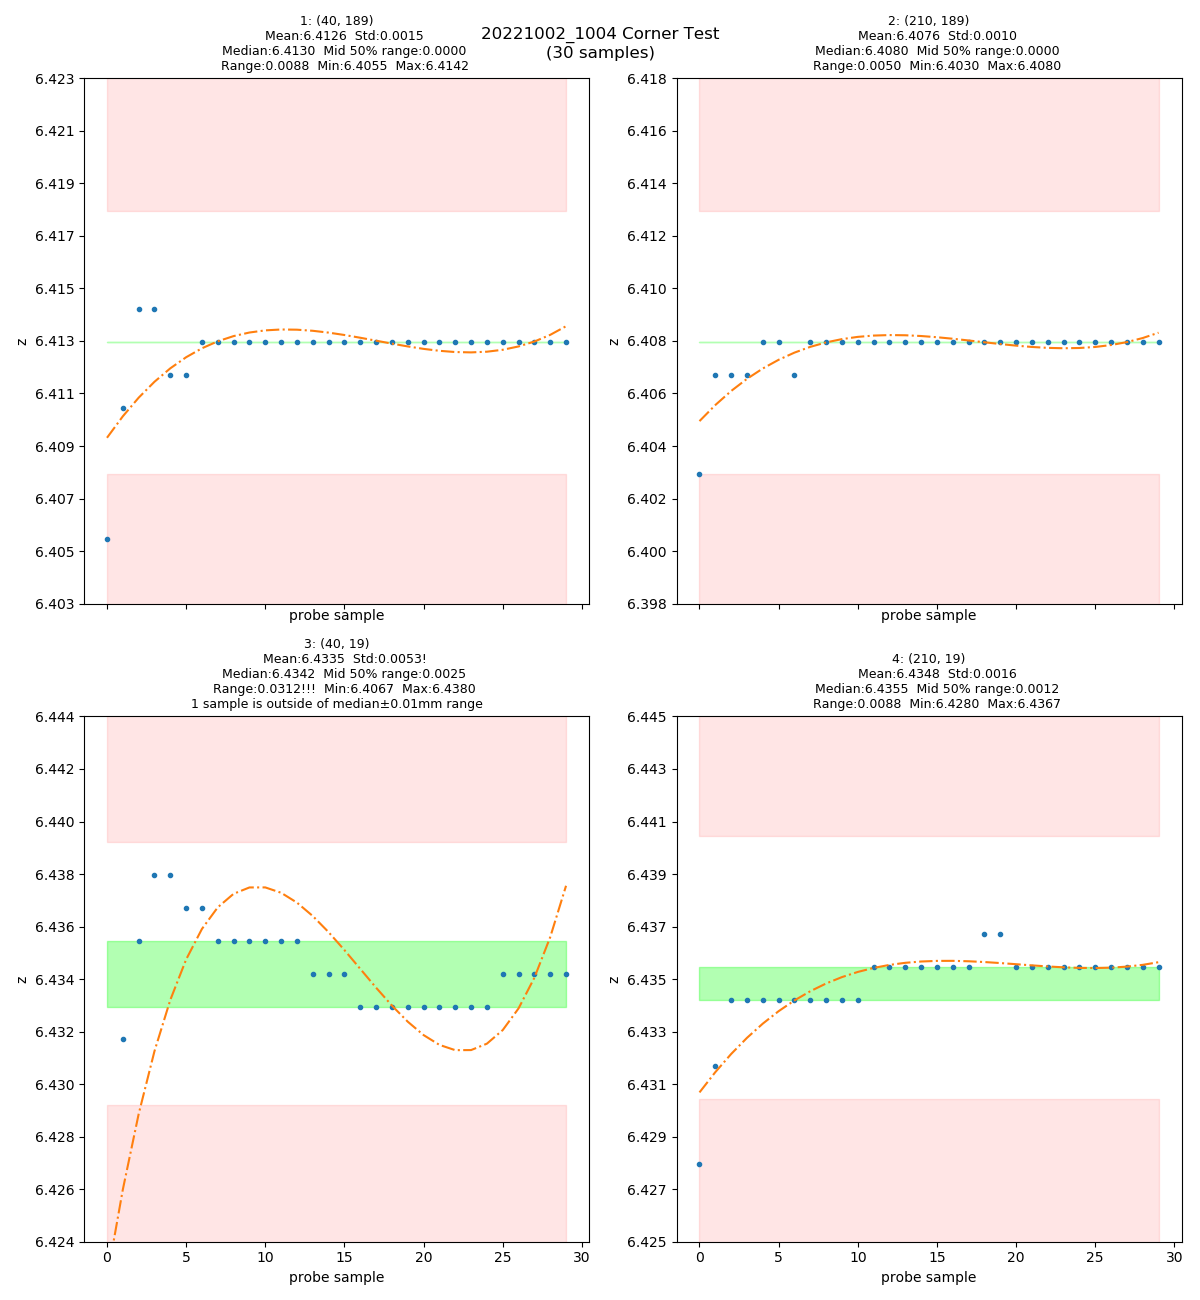 20221002_1004 Corner Test
(30 samples)
1: (40, 189)
Mean:6.4126  Std:0.0015
Median:6.4130  Mid 50% range:0.0000
Range:0.0088  Min:6.4055  Max:6.4142
6.423
6.421
6.419
6.417
6.415
6.413
6.411
6.409
6.407
6.405
6.403
z
probe sample
2: (210, 189)
Mean:6.4076  Std:0.0010
Median:6.4080  Mid 50% range:0.0000
Range:0.0050  Min:6.4030  Max:6.4080
6.418
6.416
6.414
6.412
6.410
6.408
6.406
6.404
6.402
6.400
6.398
z
probe sample
3: (40, 19)
Mean:6.4335  Std:0.0053!
Median:6.4342  Mid 50% range:0.0025
Range:0.0312!!!  Min:6.4067  Max:6.4380
1 sample is outside of median±0.01mm range
6.444
6.442
6.440
6.438
6.436
6.434
6.432
6.430
6.428
6.426
6.424
z
0 5 10 15 20 25 30
probe sample
4: (210, 19)
Mean:6.4348  Std:0.0016
Median:6.4355  Mid 50% range:0.0012
Range:0.0088  Min:6.4280  Max:6.4367
6.445
6.443
6.441
6.439
6.437
6.435
6.433
6.431
6.429
6.427
6.425
z
0 5 10 15 20 25 30
probe sample